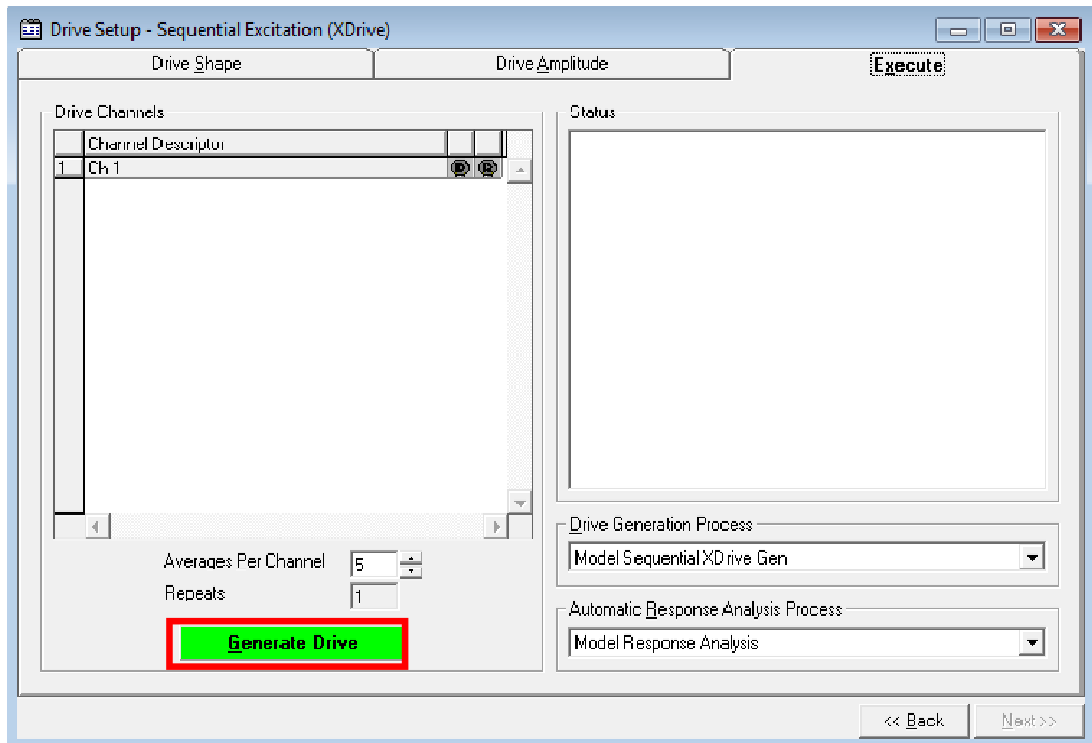 Drive Setup - Sequential Excitation (XDrive)
Drive Shape
Drive Amplitude
Execute
Drive Channels
Channel Descriptor
1 Ch 1
Averages Per Channel 5
Repeats 1
Generate Drive
Status
Drive Generation Process
Model Sequential XDrive Gen
Automatic Response Analysis Process
Model Response Analysis
<< Back
Next >>